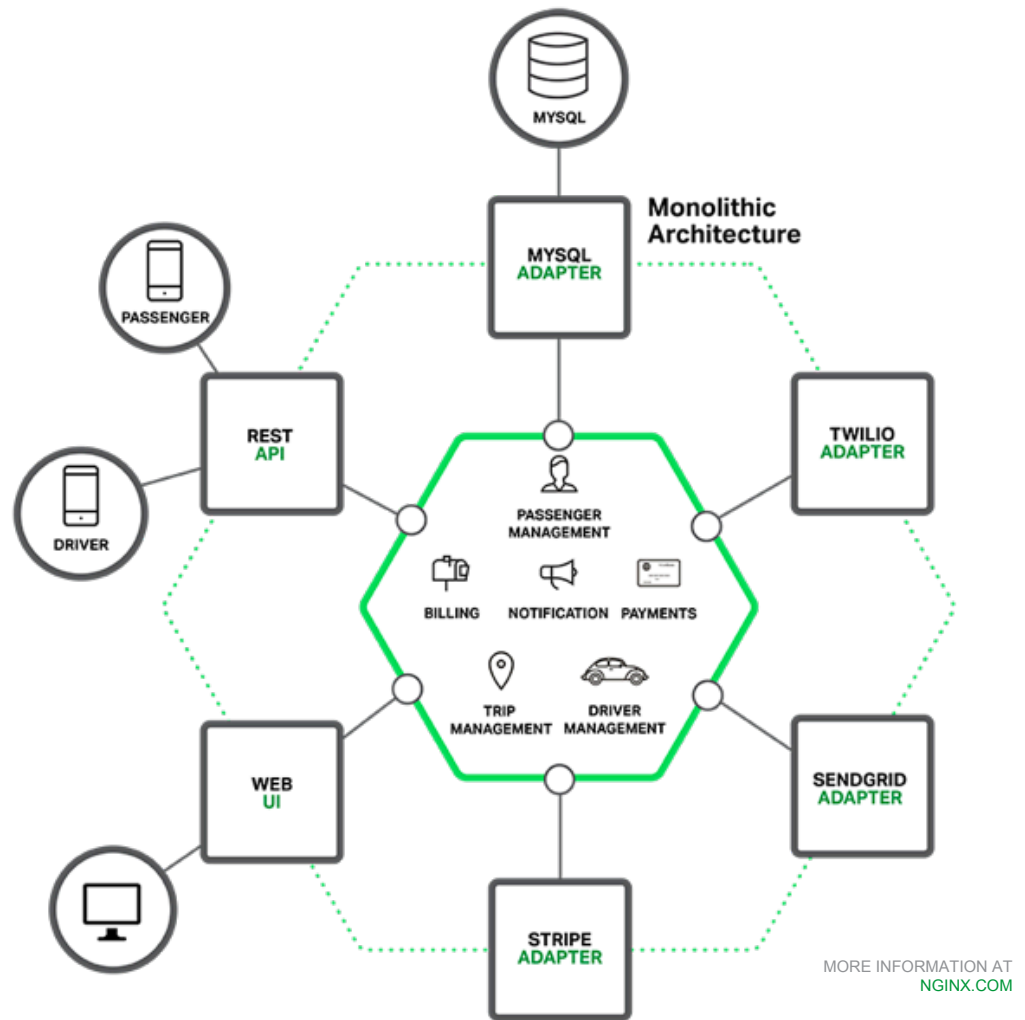 MYSQL
Monolithic
Architecture
MYSQL
ADAPTER
PASSENGER
REST
API
TWILIO
ADAPTER
DRIVER
PASSENGER
MANAGEMENT
BILLING
NOTIFICATION
PAYMENTS
TRIP
MANAGEMENT
DRIVER
MANAGEMENT
WEB
UI
SENDGRID
ADAPTER
STRIPE
ADAPTER
MORE INFORMATION AT
NGINX.COM